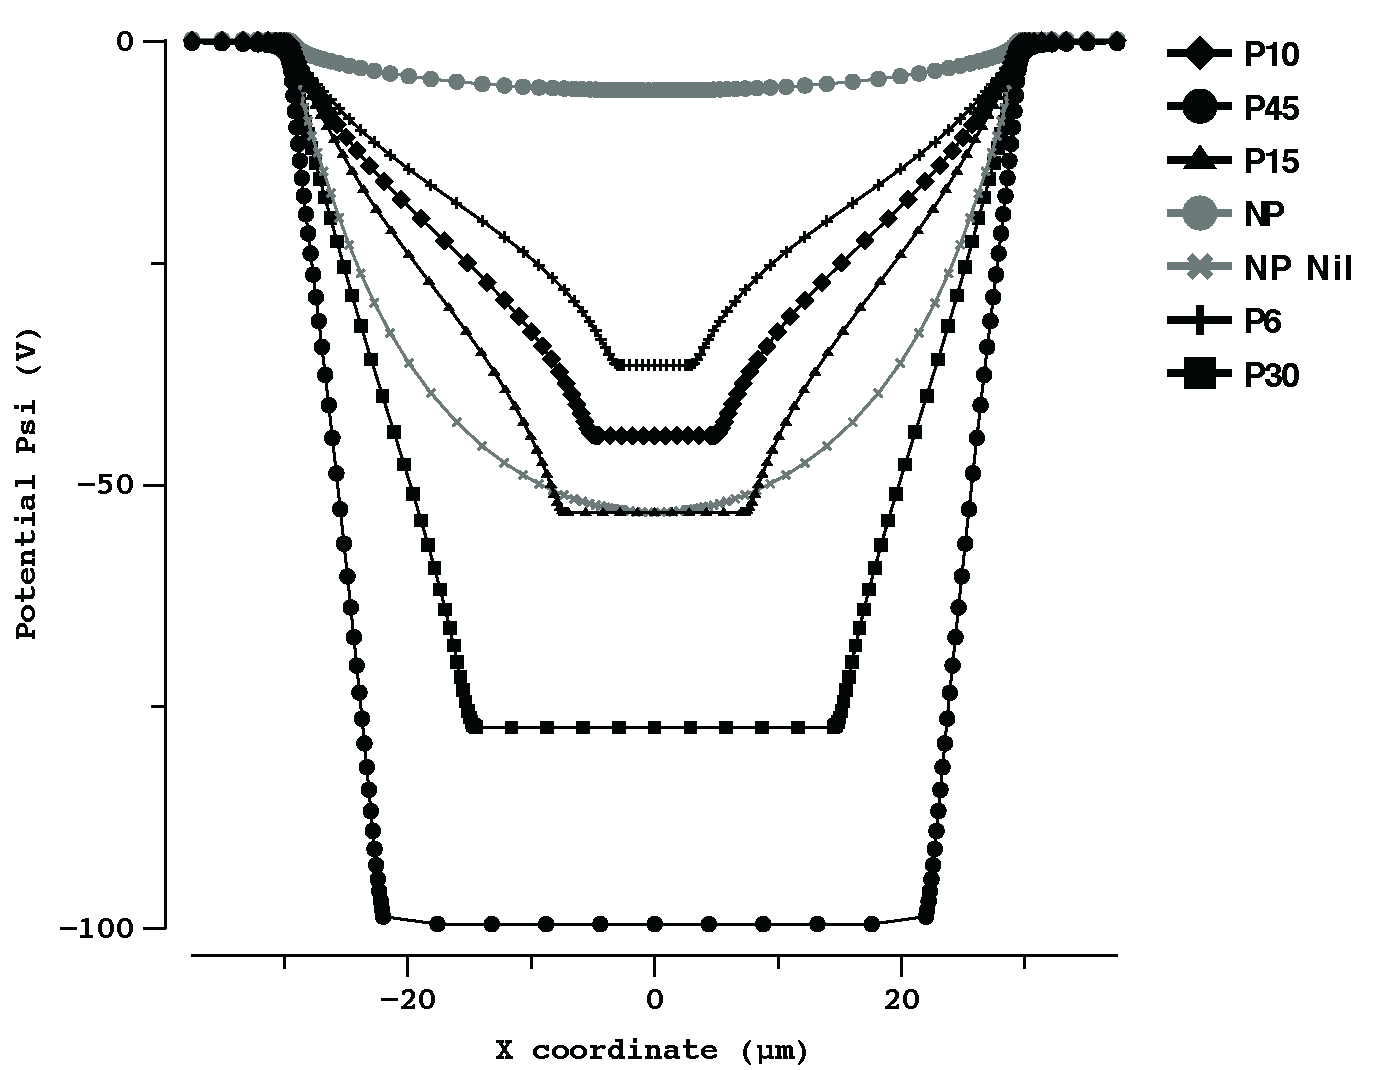 0
−50
−100
Potential Psi (V)
−20
0
20
X coordinate (µm)
P10
P45
P15
NP
NP Nil
P6
P30